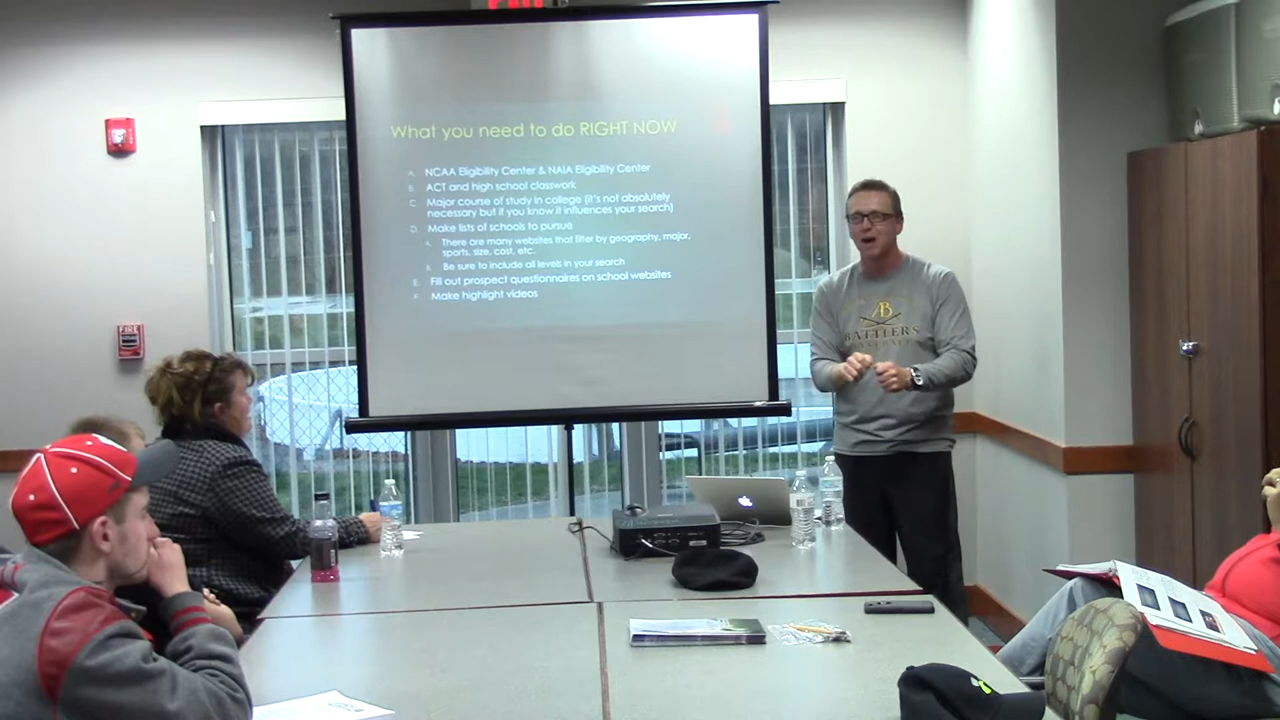 EXIT
What you need to do RIGHT NOW
A. NCAA Eligibility Center & NAIA Eligibility Center
B. ACT and high school classwork
C. Major course of study in college (it's not absolutely
necessary but if you know it influences your search)
D. Make lists of schools to pursue
A. There are many websites that filter by geography, major,
sports, size, cost, etc.
B. Be sure to include all levels in your search
E. Fill out prospect questionnaires on school websites
F. Make highlight videos
FIRE
AB
BATTLERS
BASEBALL